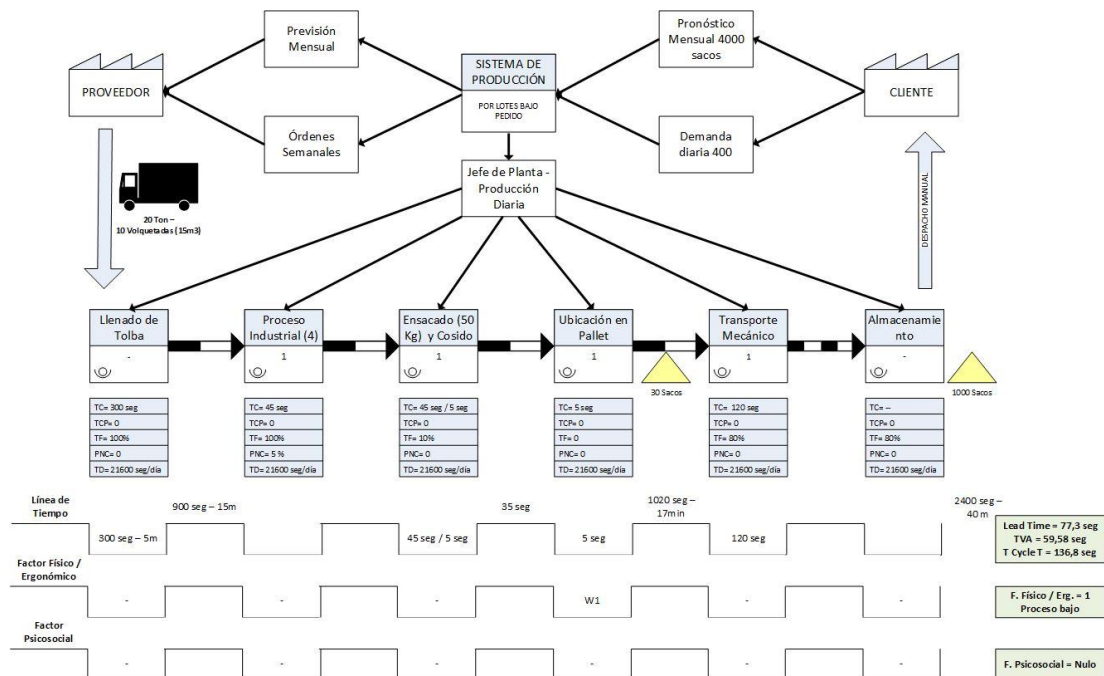 Previsión
Mensual
Pronóstico
Mensual 4000
sacos
SISTEMA DE
PRODUCCIÓN
POR LOTES BAJO
PEDIDO
PROVEEDOR
CLIENTE
Órdenes
Semanales
Demanda
diaria 400
Jefe de Planta -
Producción
Diaria
20 Ton –
10 Volquetadas (15m3)
DESPACHO MANUAL
Llenado de
Tolba
-
Proceso
Industrial (4)
1
Ensacado (50
Kg) y Cosido
1
Ubicación en
Pallet
1
Transporte
Mecánico
1
Almacenamie
nto
-
30 Sacos
1000 Sacos
TC= 300 seg
TCP= 0
TF= 100%
PNC= 0
TD= 21600 seg/día
TC= 45 seg
TCP= 0
TF= 100%
PNC= 5 %
TD= 21600 seg/día
TC= 45 seg / 5 seg
TCP= 0
TF= 10%
PNC= 0
TD= 21600 seg/día
TC= 5 seg
TCP= 0
TF= 0
PNC= 0
TD= 21600 seg/día
TC= 120 seg
TCP= 0
TF= 80%
PNC= 0
TD= 21600 seg/día
TC= --
TCP= 0
TF= 80%
PNC= 0
TD= 21600 seg/día
Línea de
Tiempo
900 seg – 15m
35 seg
1020 seg –
17min
2400 seg –
40 m
300 seg – 5m
45 seg / 5 seg
5 seg
120 seg
Lead Time = 77,3 seg
TVA = 59,58 seg
T Cycle T = 136,8 seg
Factor Físico /
Ergonómico
-
-
-
W1
-
-
F. Físico / Erg. = 1
Proceso bajo
Factor
Psicosocial
-
-
-
-
-
-
F. Psicosocial = Nulo